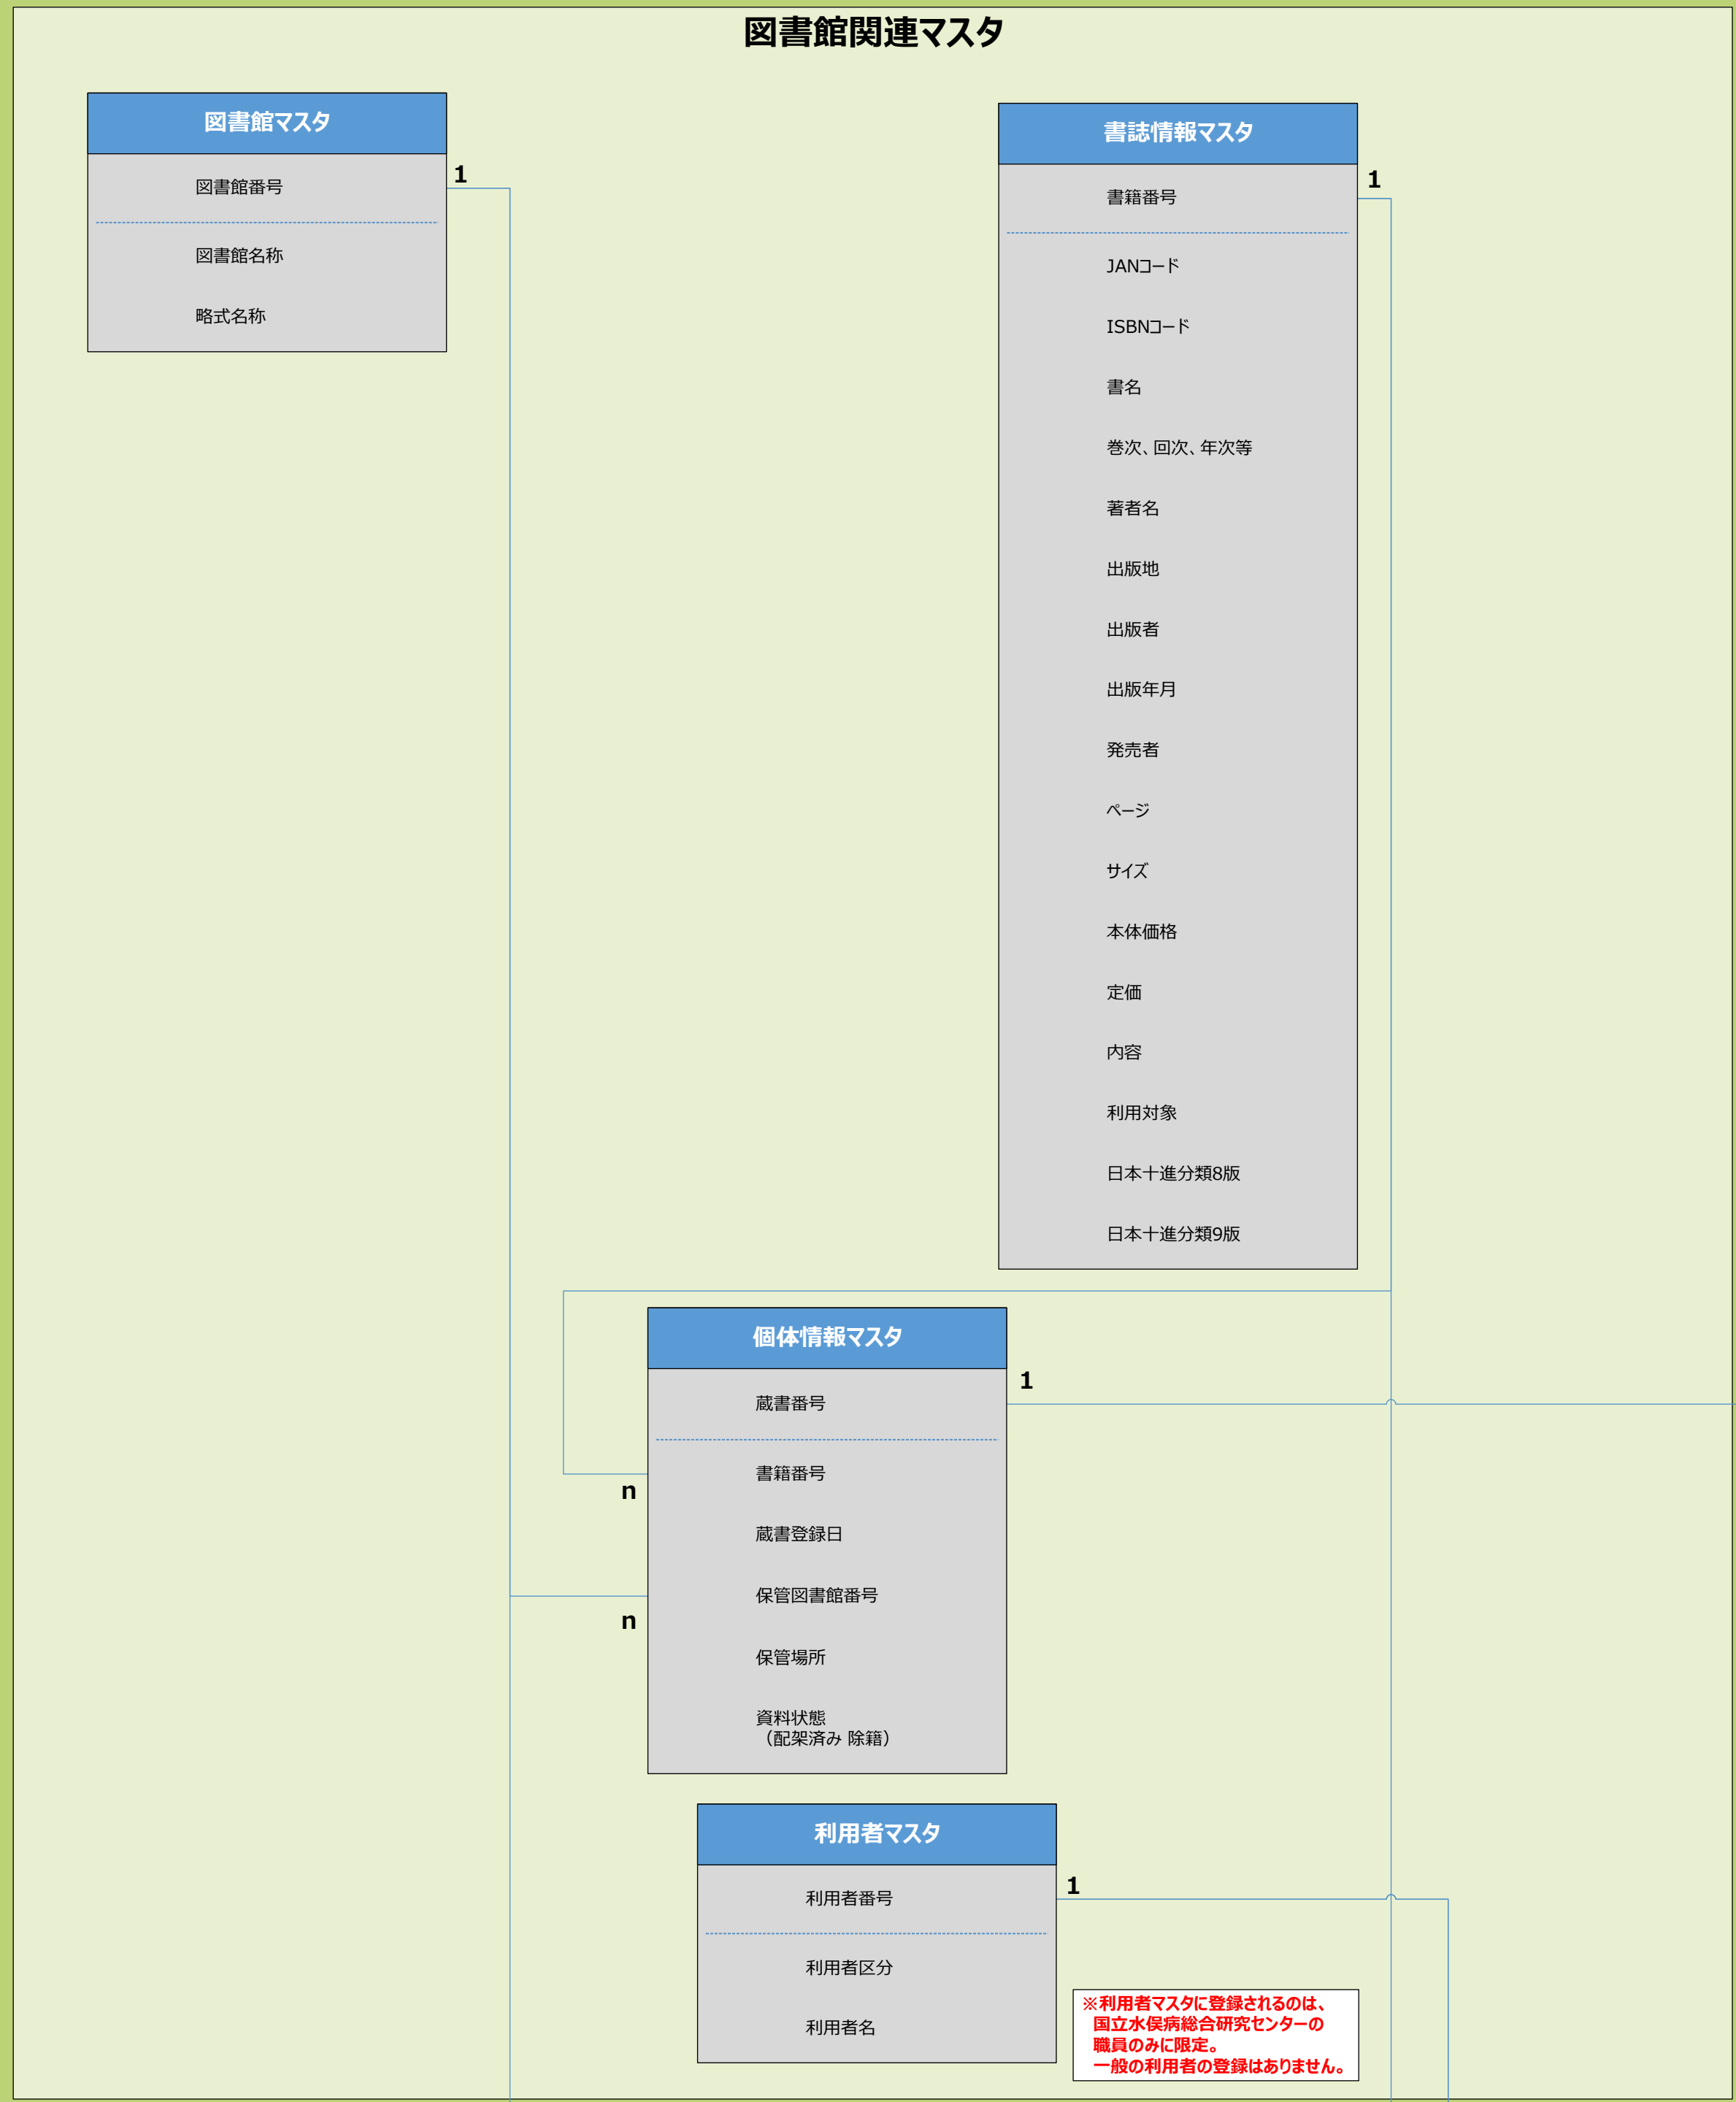 図書館関連マスタ
図書館マスタ
1
図書館番号
図書館名称
略式名称
書誌情報マスタ
1
書籍番号
JANコード
ISBNコード
書名
巻次、回次、年次等
著者名
出版地
出版者
出版年月
発売者
ページ
サイズ
本体価格
定価
内容
利用対象
日本十進分類8版
日本十進分類9版
個体情報マスタ
1
蔵書番号
書籍番号
n
蔵書登録日
保管図書館番号
n
保管場所
資料状態
（配架済み 除籍）
利用者マスタ
1
利用者番号
利用者区分
利用者名
※利用者マスタに登録されるのは、
国立水俣病総合研究センターの
職員のみに限定。
一般の利用者の登録はありません。